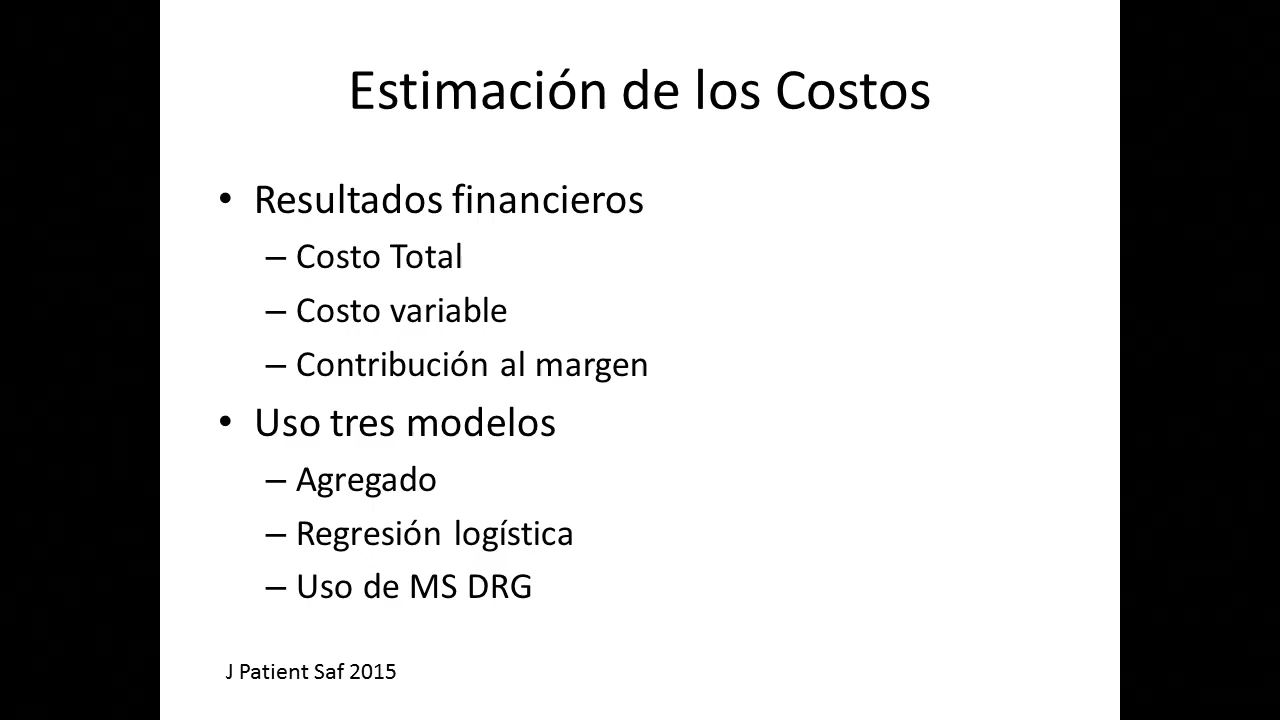 Estimación de los Costos
• Resultados financieros
– Costo Total
– Costo variable
– Contribución al margen
• Uso tres modelos
– Agregado
– Regresión logística
– Uso de MS DRG
J Patient Saf 2015